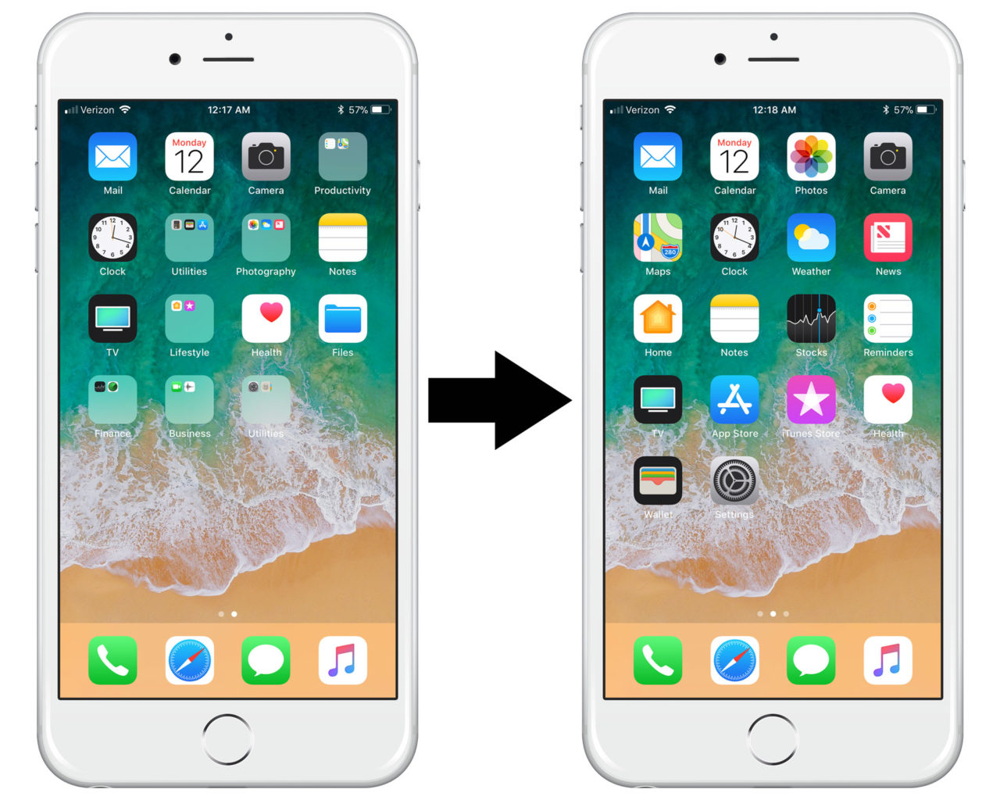 Verizon 12:17 AM 57%
Monday
12
Mail Calendar Camera Productivity
Clock Utilities Photography Notes
TV Lifestyle Health Files
Finance Business Utilities
Verizon 12:18 AM 57%
Monday
12
Mail Calendar Photos Camera
280
Maps Clock Weather News
Home Notes Stocks Reminders
TV App Store iTunes Store Health
Wallet Settings